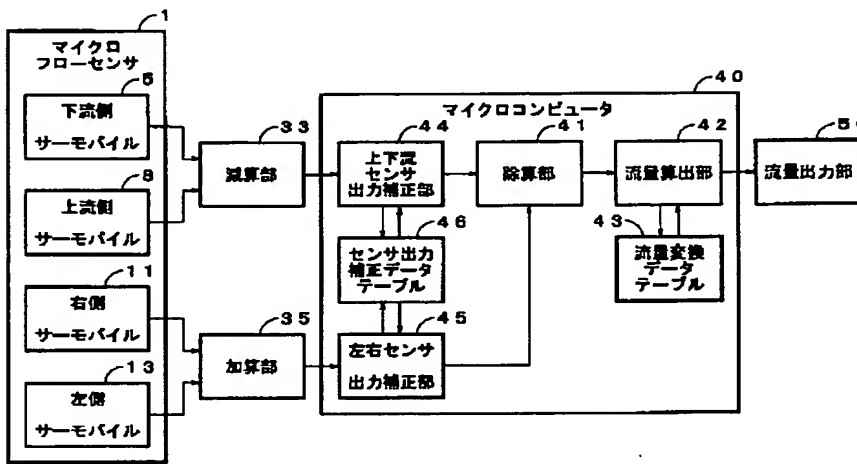 1
マイクロ
フローセンサ
5
下流側
サーモパイル
8
上流側
サーモパイル
11
右側
サーモパイル
13
左側
サーモパイル
33
減算部
35
加算部
40
マイクロコンピュータ
44
上下流
センサ
出力補正部
41
除算部
42
流量算出部
46
センサ出力
補正データ
テーブル
43
流量変換
データ
テーブル
45
左右センサ
出力補正部
流量出力部